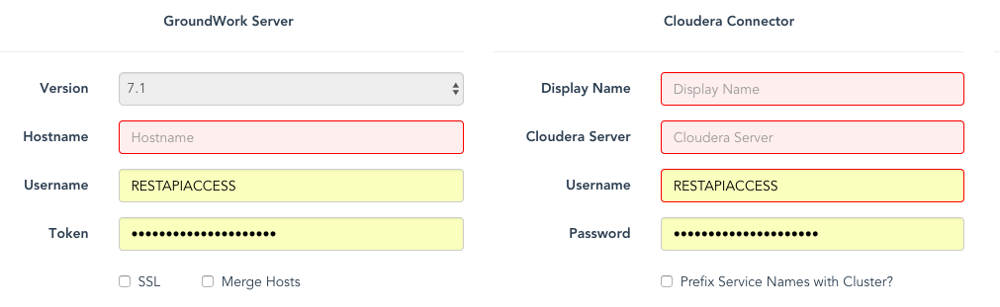 GroundWork Server
Version 7.1
Hostname Hostname
Username RESTAPIACCESS
Token •••••••••••••••••••••
SSL Merge Hosts
Cloudera Connector
Display Name Display Name
Cloudera Server Cloudera Server
Username RESTAPIACCESS
Password •••••••••••••••••••••
Prefix Service Names with Cluster?